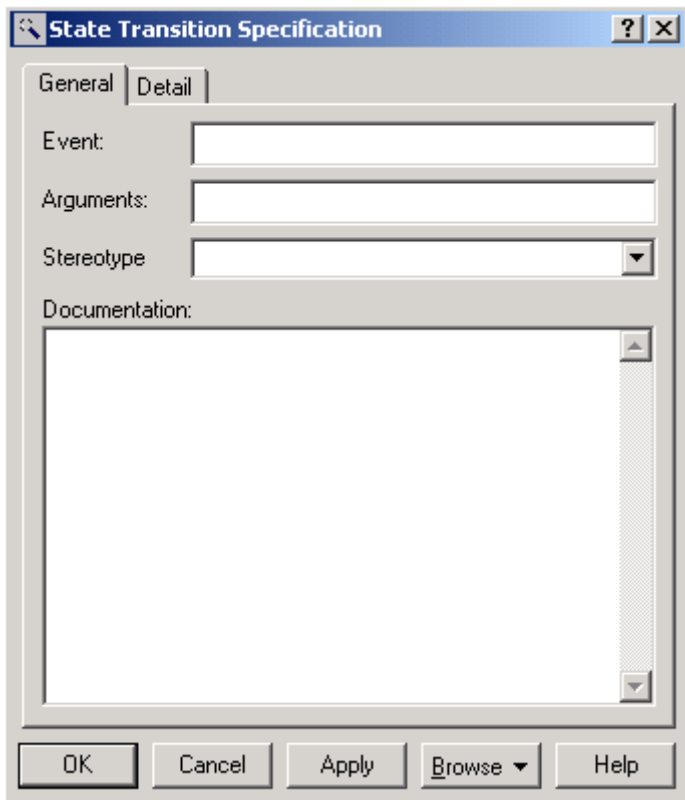 State Transition Specification
General Detail
Event:
Arguments:
Stereotype
Documentation:
OK Cancel Apply Browse Help